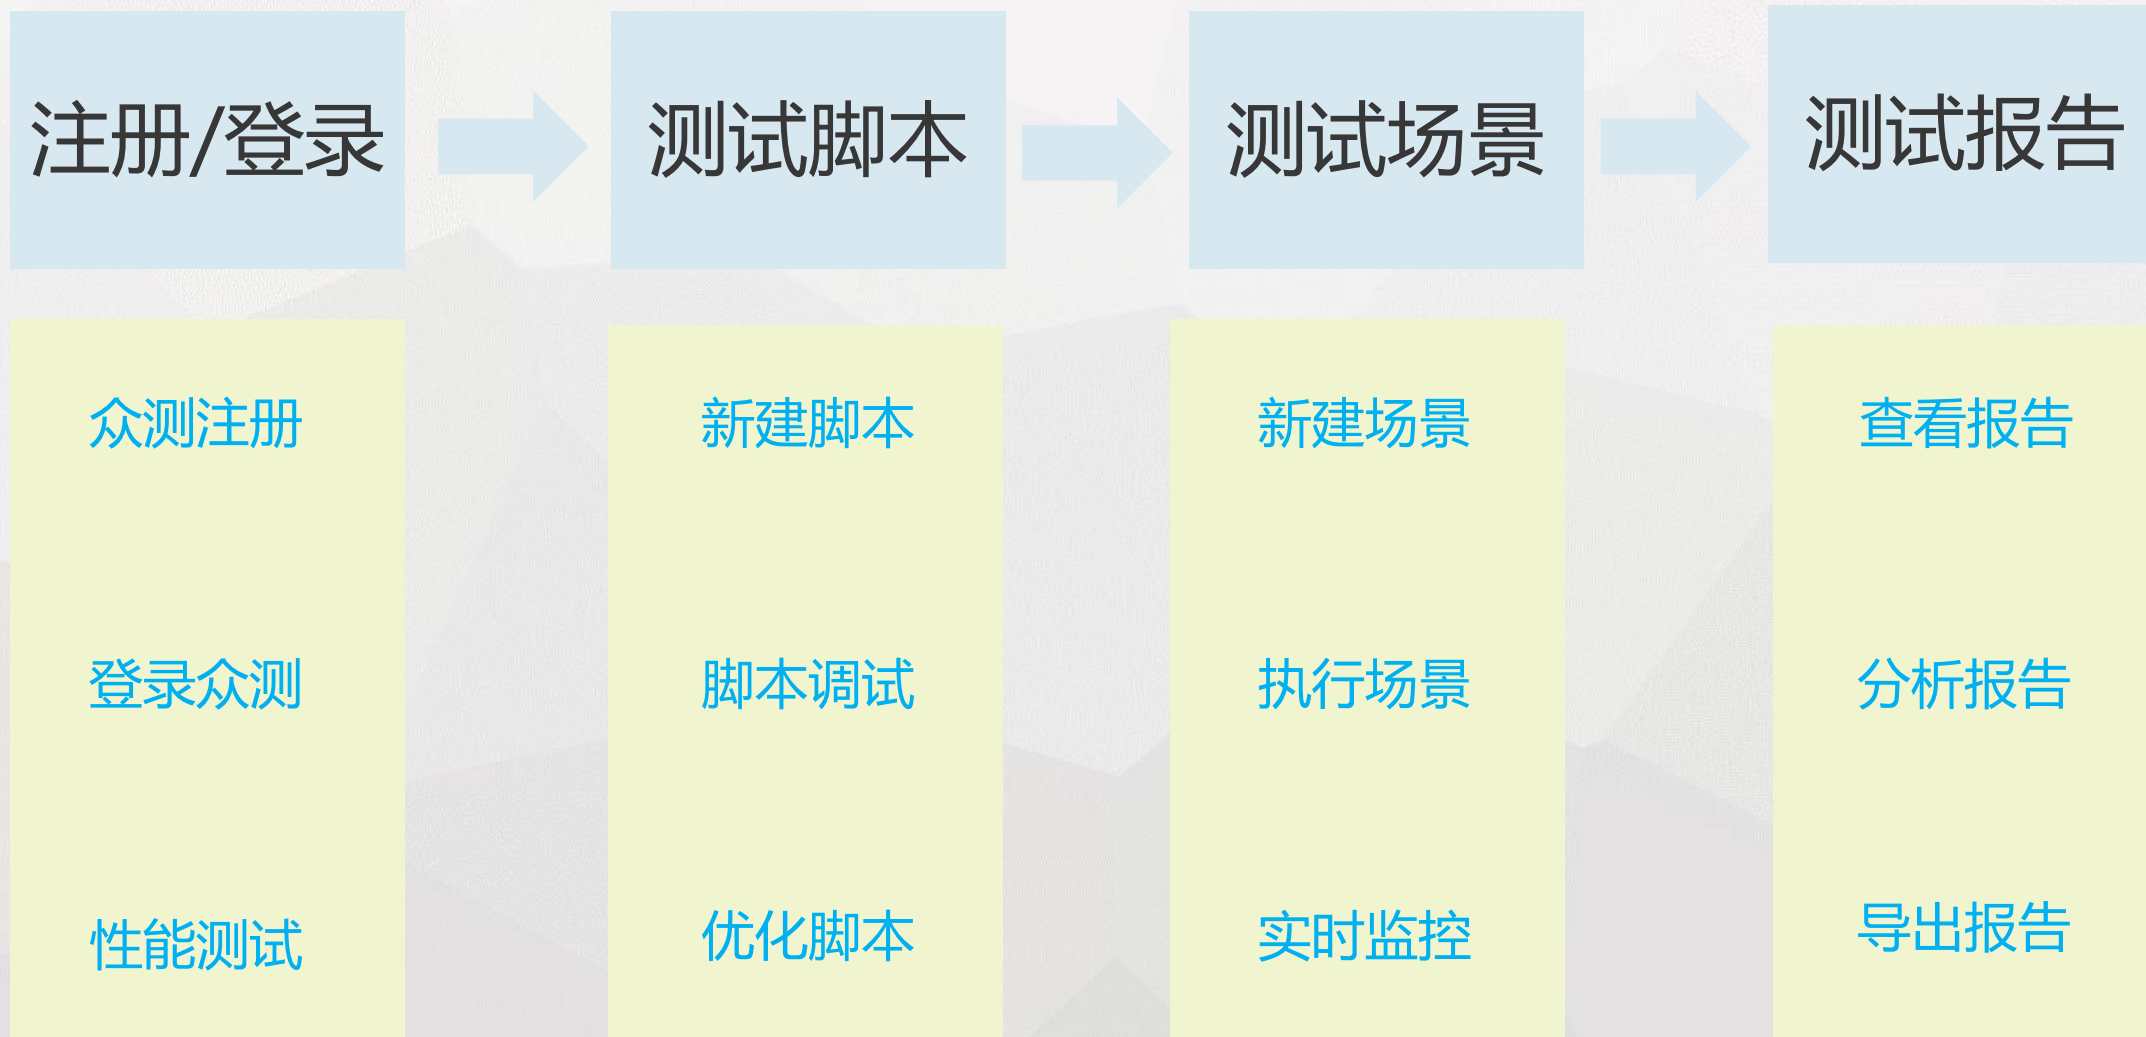 注册/登录
测试脚本
测试场景
测试报告
众测注册
登录众测
性能测试
新建脚本
脚本调试
优化脚本
新建场景
执行场景
实时监控
查看报告
分析报告
导出报告